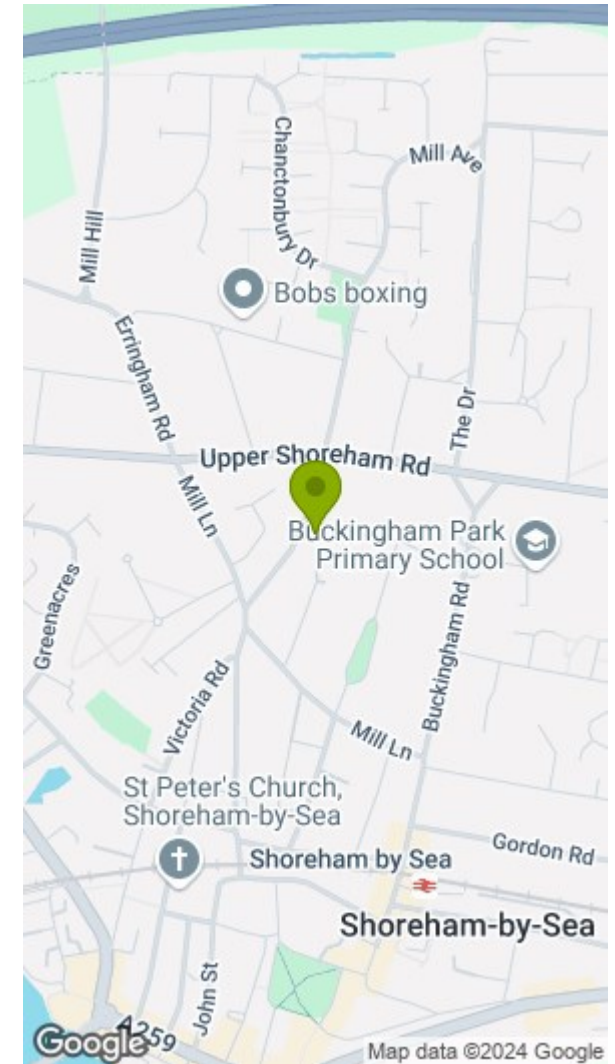 Chanctonbury Dr
Mill Ave
Mill Hill
Bobs boxing
Erringham Rd
The Dr
Upper Shoreham Rd
Mill Ln
Buckingham Park
Primary School
Greenacres
Buckingham Rd
Victoria Rd
Mill Ln
St Peter's Church,
Shoreham-by-Sea
Gordon Rd
Shoreham by Sea
Shoreham-by-Sea
John St
A259
Google
Map data ©2024 Google